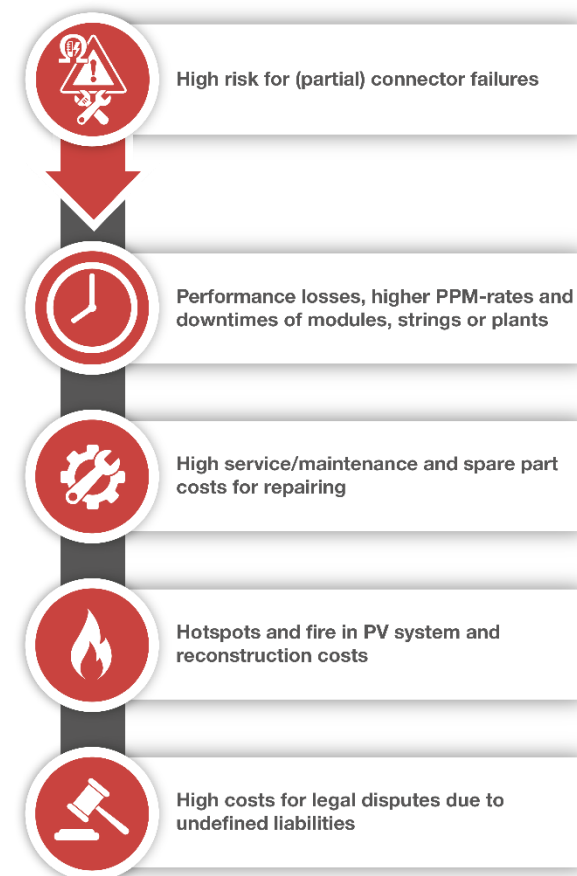 Ω
High risk for (partial) connector failures
Performance losses, higher PPM-rates and
downtimes of modules, strings or plants
High service/maintenance and spare part
costs for repairing
Hotspots and fire in PV system and
reconstruction costs
High costs for legal disputes due to
undefined liabilities